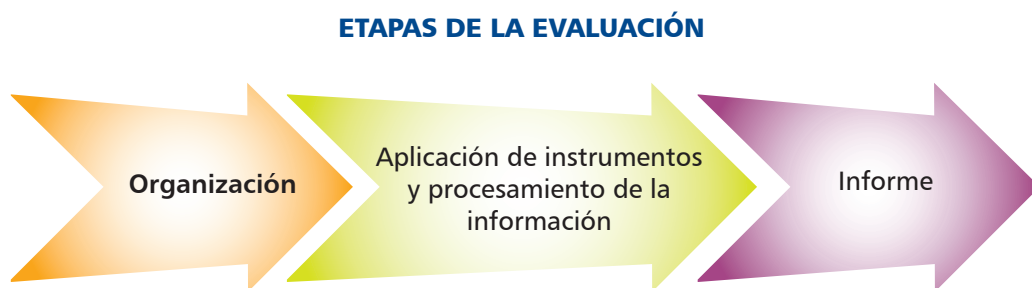 ETAPAS DE LA EVALUACIÓN
Organización
Aplicación de instrumentos
y procesamiento de la
información
Informe